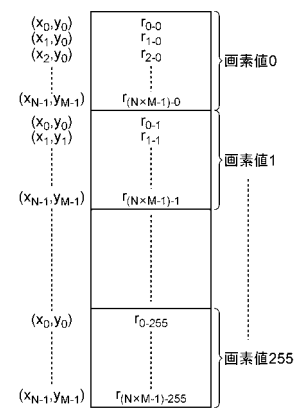 (x0,y0) r0-0
(x1,y0) r1-0
(x2,y0) r2-0
画素値0
(xN-1,yM-1) r(N×M-1)-0
(x0,y0) r0-1
(x1,y1) r1-1
画素値1
(xN-1,yM-1) r(N×M-1)-1
(x0,y0) r0-255
画素値255
(xN-1,yM-1) r(N×M-1)-255